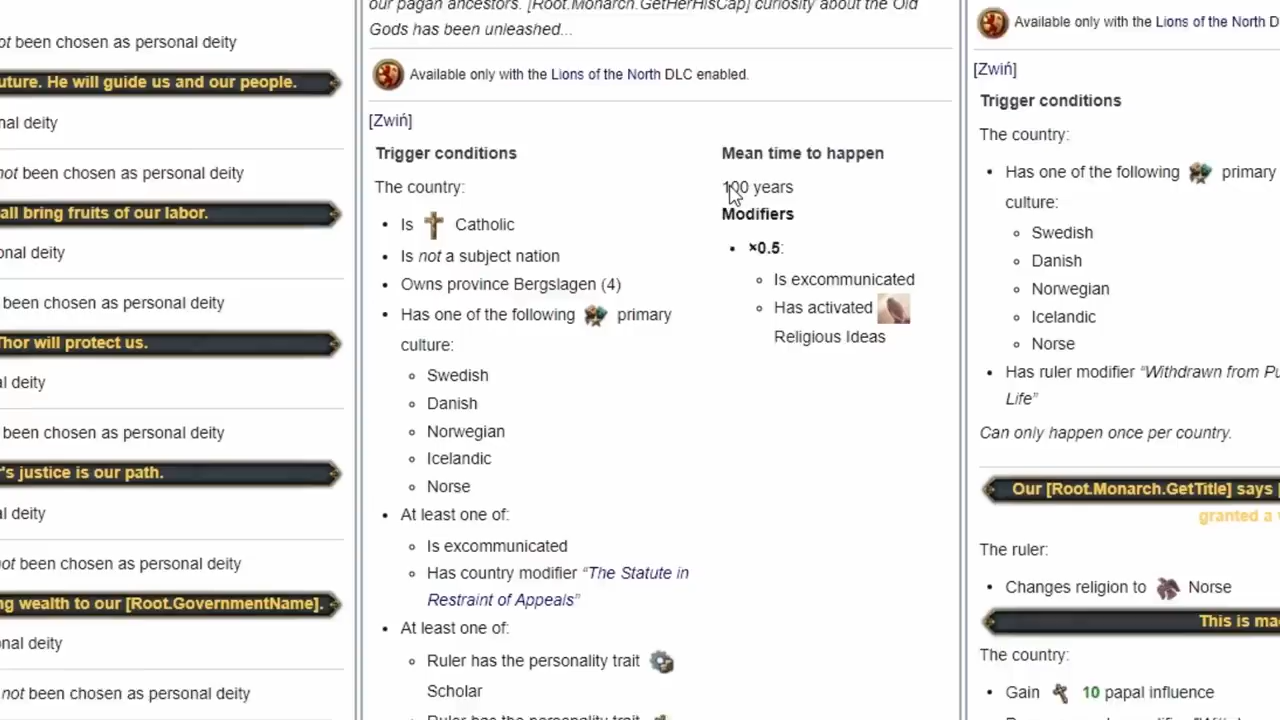 ot been chosen as personal deity
uture. He will guide us and our people.
nal deity
not been chosen as personal deity
all bring fruits of our labor.
onal deity
been chosen as personal deity
Thor will protect us.
l deity
been chosen as personal deity
r's justice is our path.
l deity
ot been chosen as personal deity
ng wealth to our [Root.GovernmentName].
onal deity
not been chosen as personal deity
our pagan ancestors. [Root.Monarch.GetHerHisCap] curiosity about the Old
Gods has been unleashed...
Available only with the Lions of the North DLC enabled.
[Zwiń]
Trigger conditions
The country:
• Is Catholic
• Is not a subject nation
• Owns province Bergslagen (4)
• Has one of the following primary
culture:
◦ Swedish
◦ Danish
◦ Norwegian
◦ Icelandic
◦ Norse
• At least one of:
◦ Is excommunicated
◦ Has country modifier “The Statute in
Restraint of Appeals”
• At least one of:
◦ Ruler has the personality trait
Scholar
Ruler has the personality trait
Mean time to happen
100 years
Modifiers
• ×0.5:
◦ Is excommunicated
◦ Has activated
Religious Ideas
Available only with the Lions of the North D
[Zwiń]
Trigger conditions
The country:
• Has one of the following primary
culture:
◦ Swedish
◦ Danish
◦ Norwegian
◦ Icelandic
◦ Norse
• Has ruler modifier “Withdrawn from Pu
Life”
Can only happen once per country.
Our [Root.Monarch.GetTitle] says
granted a
The ruler:
• Changes religion to Norse
This is ma
The country:
• Gain 10 papal influence